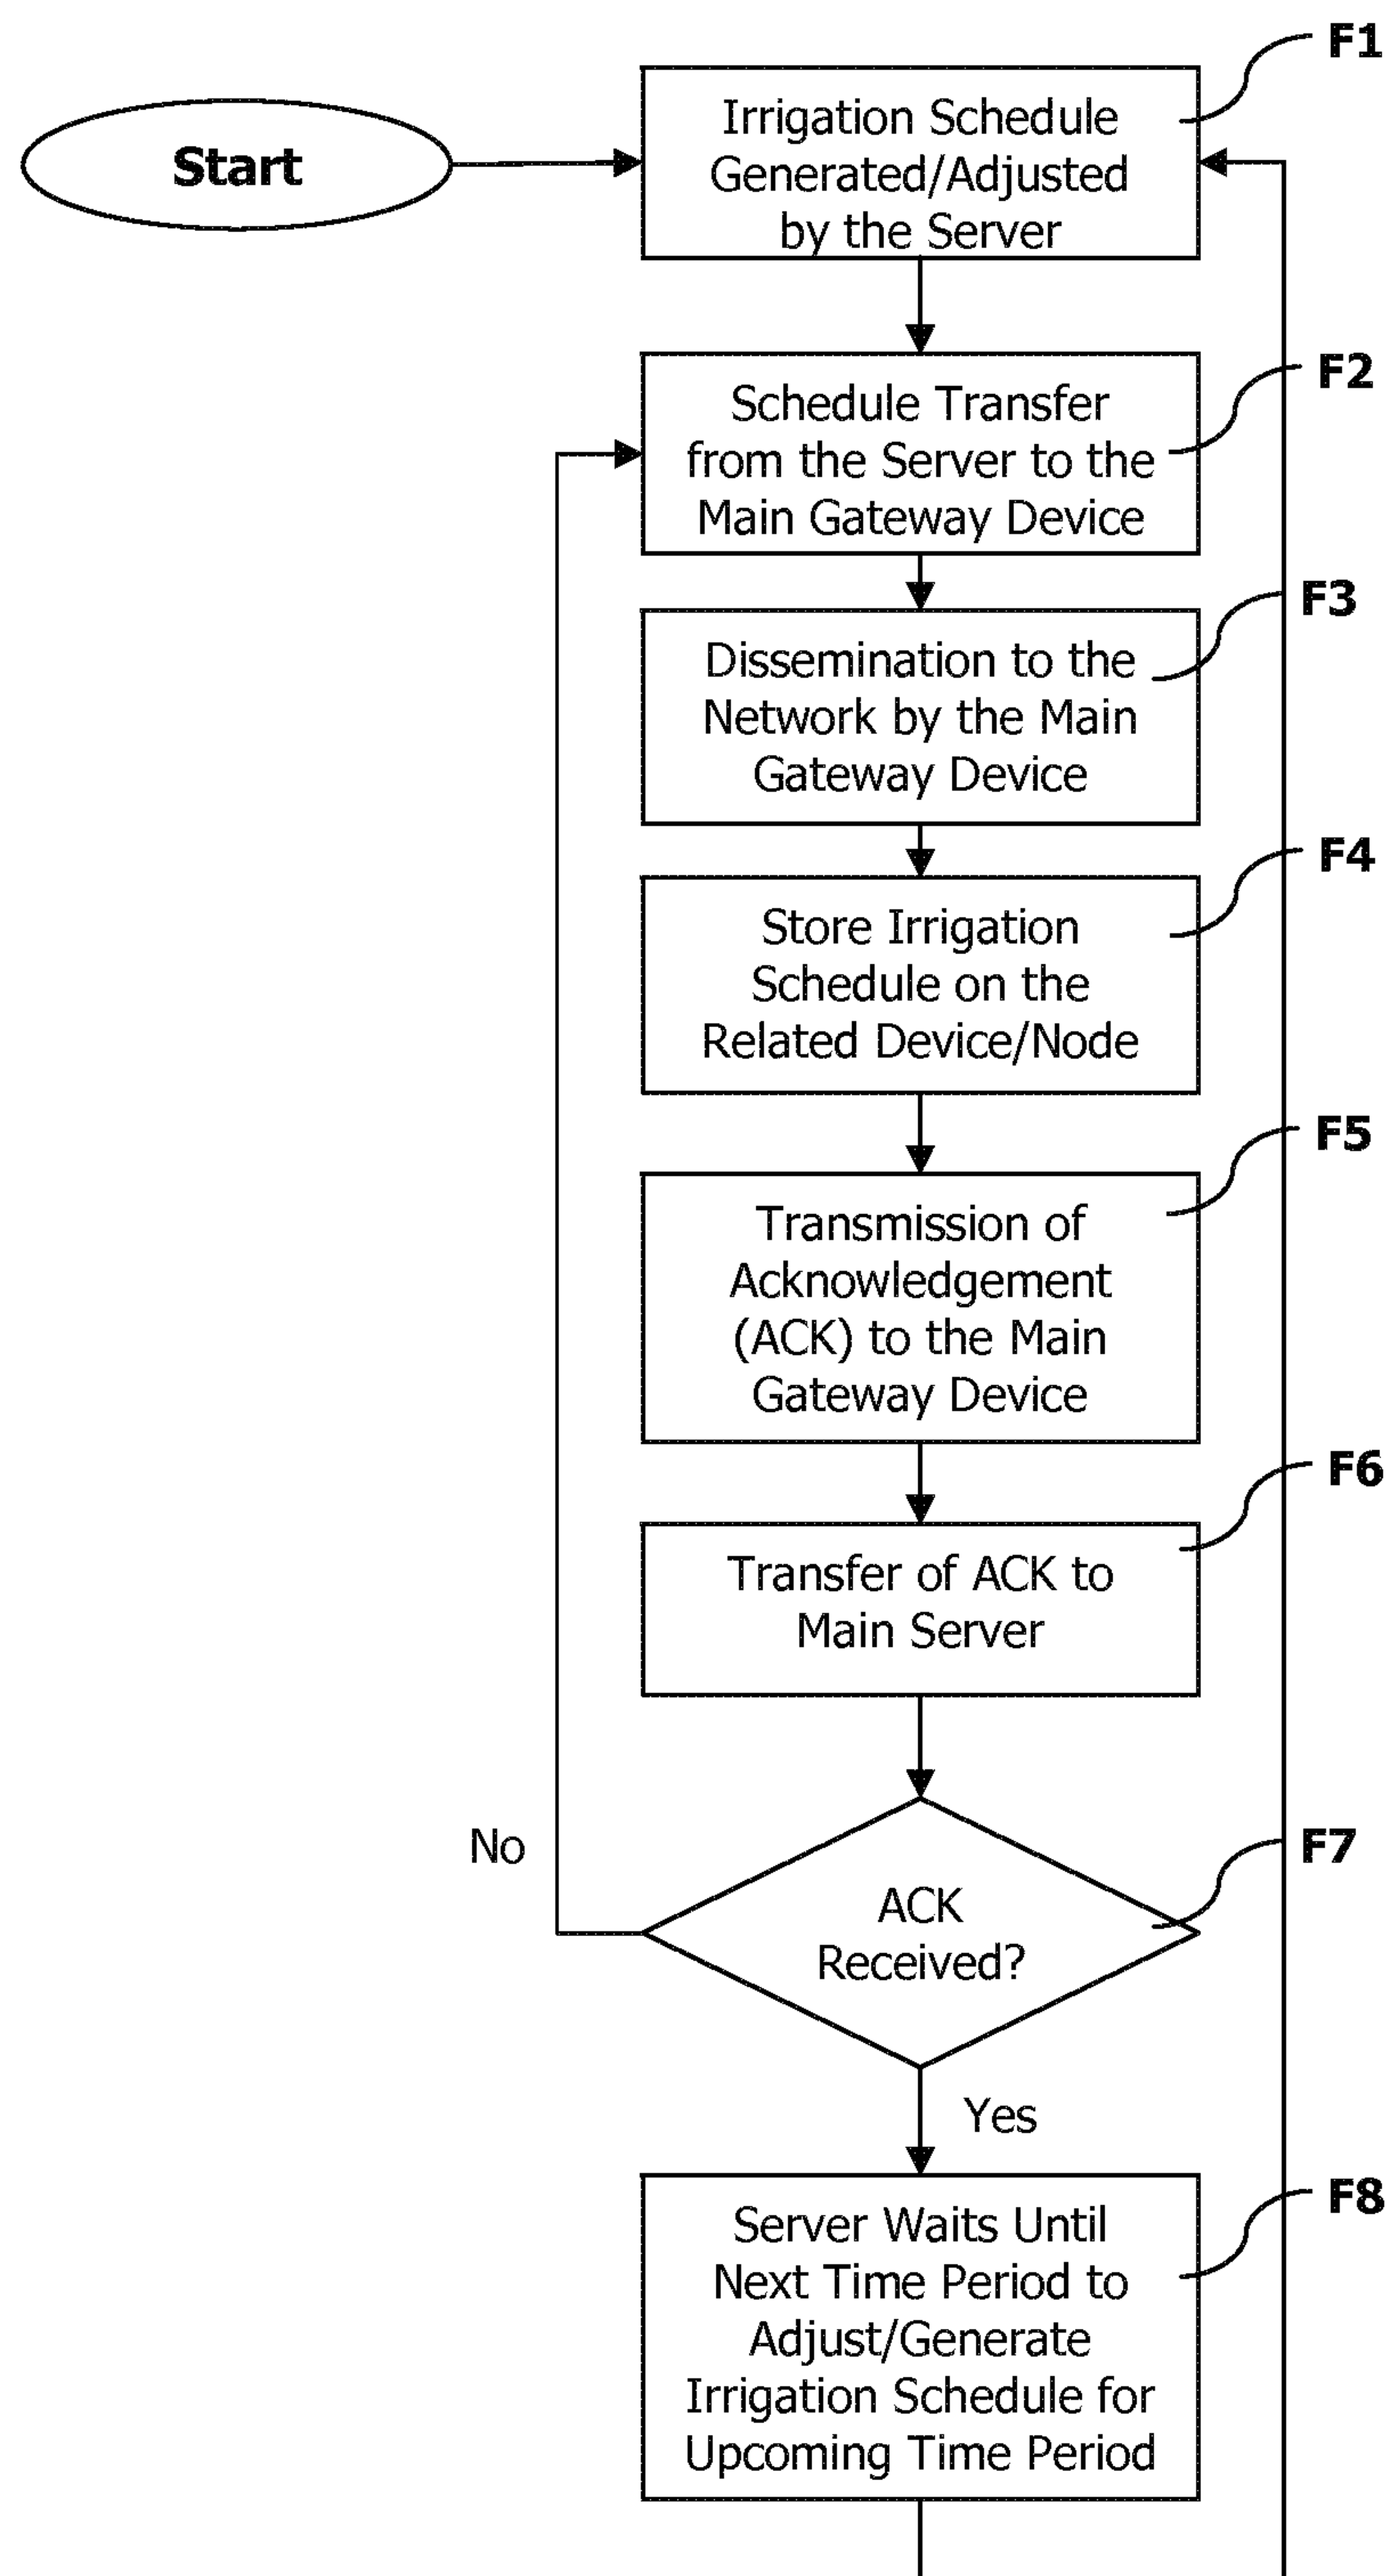 F1
Start
Irrigation Schedule
Generated/Adjusted
by the Server
F2
Schedule Transfer
from the Server to the
Main Gateway Device
F3
Dissemination to the
Network by the Main
Gateway Device
F4
Store Irrigation
Schedule on the
Related Device/Node
F5
Transmission of
Acknowledgement
(ACK) to the Main
Gateway Device
F6
Transfer of ACK to
Main Server
No
F7
ACK
Received?
Yes
F8
Server Waits Until
Next Time Period to
Adjust/Generate
Irrigation Schedule for
Upcoming Time Period